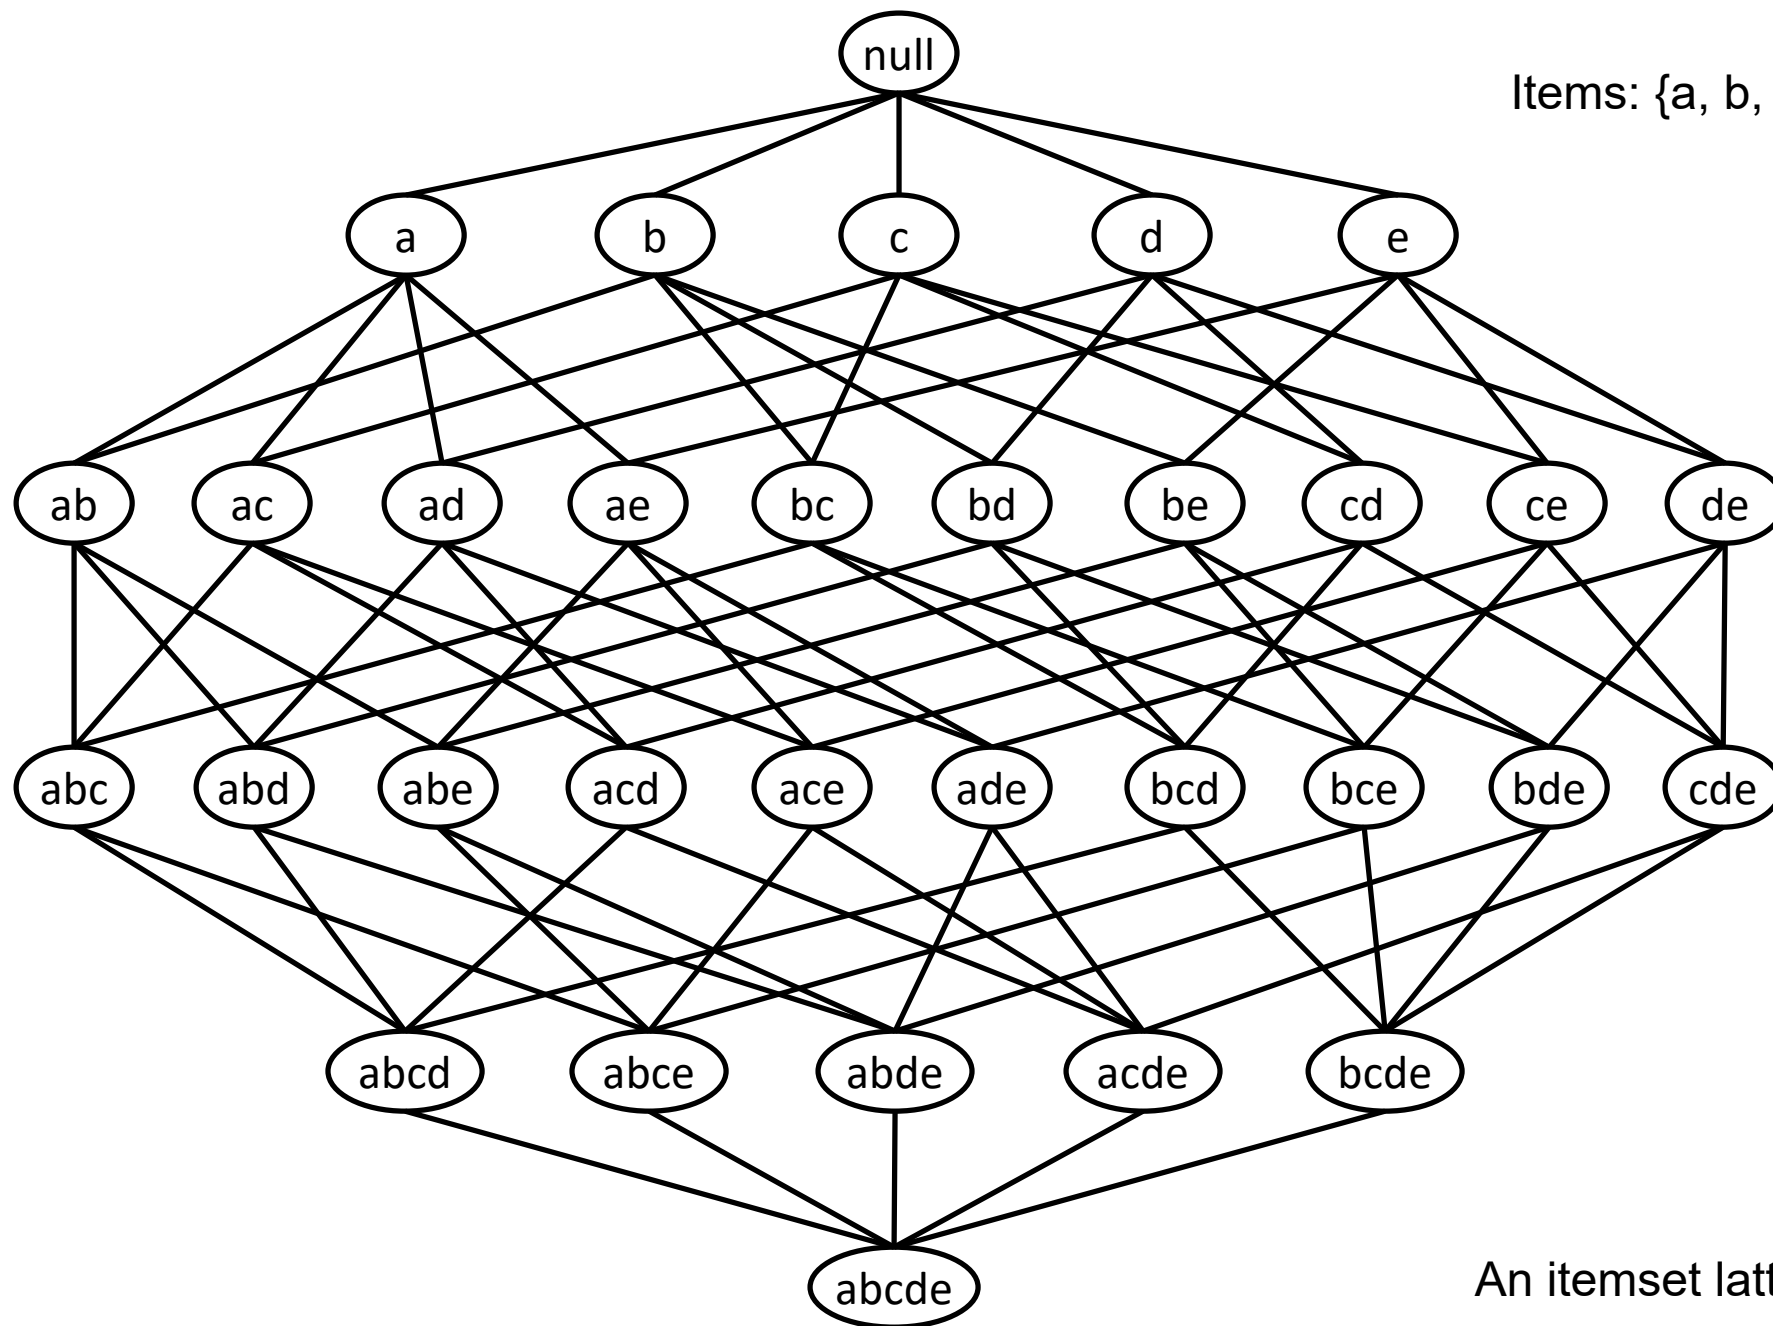 null
Items: {a, b,
a b c d e
ab ac ad ae bc bd be cd ce de
abc abd abe acd ace ade bcd bce bde cde
abcd abce abde acde bcde
abcde
An itemset latt